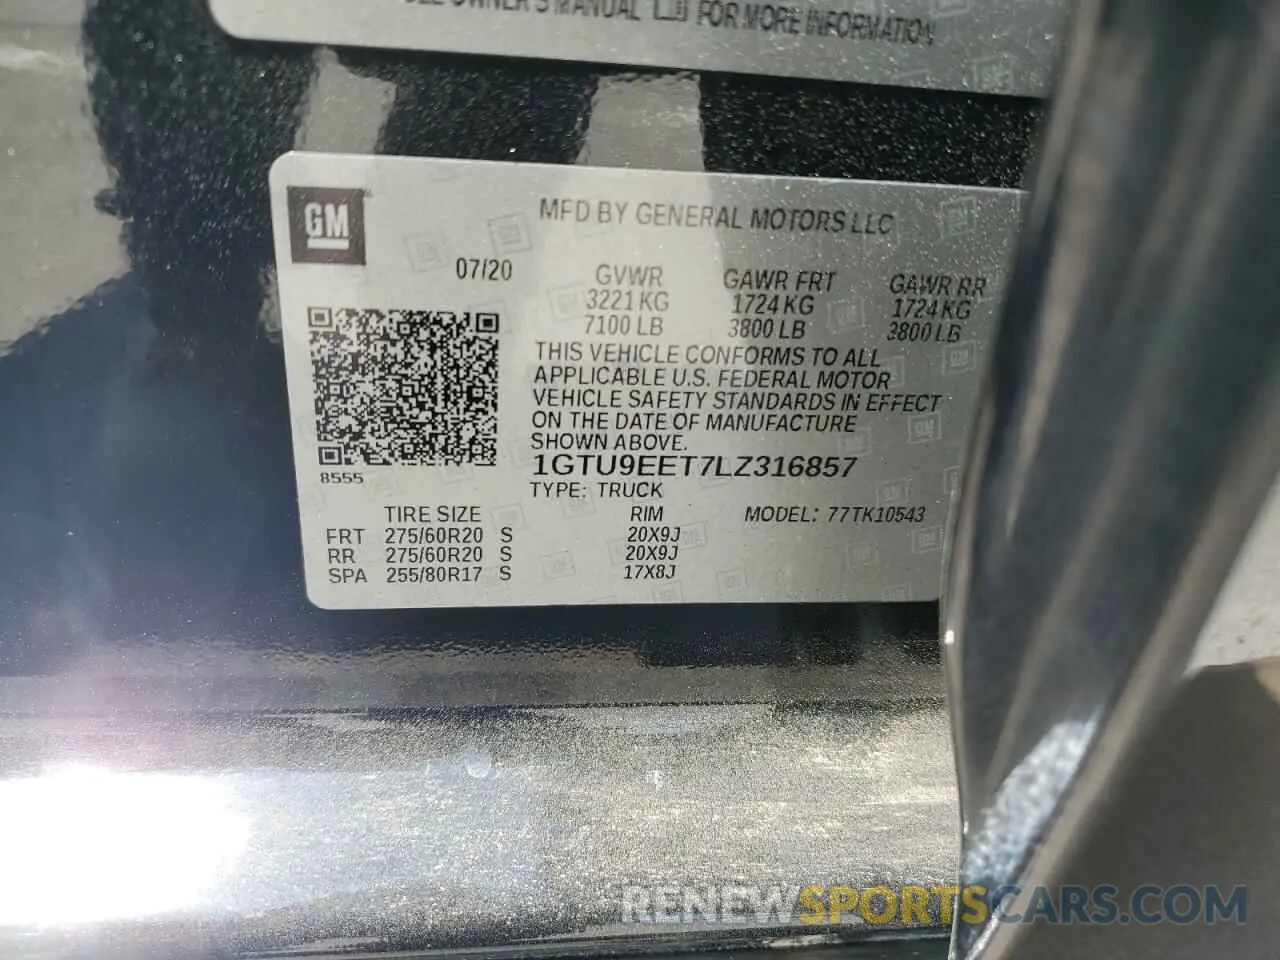 OWNER'S MANUAL FOR MORE INFORMATION
GM
MFD BY GENERAL MOTORS LLC
07/20
GVWR GAWR FRT GAWR RR
3221 KG 1724 KG 1724 KG
7100 LB 3800 LB 3800 LB
THIS VEHICLE CONFORMS TO ALL
APPLICABLE U.S. FEDERAL MOTOR
VEHICLE SAFETY STANDARDS IN EFFECT
ON THE DATE OF MANUFACTURE
SHOWN ABOVE.
1GTU9EET7LZ316857
8555
TYPE: TRUCK
TIRE SIZE RIM MODEL: 77TK10543
FRT 275/60R20 S 20X9J
RR 275/60R20 S 20X9J
SPA 255/80R17 S 17X8J
RENEWSPORTSCARS.COM